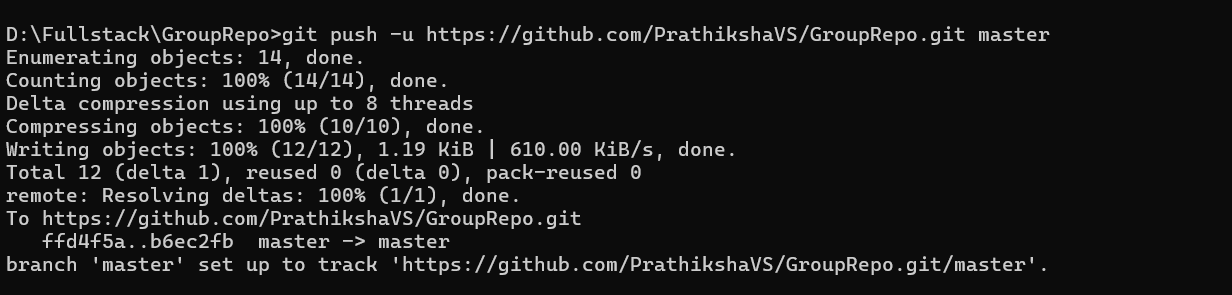 D:\Fullstack\GroupRepo>git push -u https://github.com/PrathikshaVS/GroupRepo.git master
Enumerating objects: 14, done.
Counting objects: 100% (14/14), done.
Delta compression using up to 8 threads
Compressing objects: 100% (10/10), done.
Writing objects: 100% (12/12), 1.19 KiB | 610.00 KiB/s, done.
Total 12 (delta 1), reused 0 (delta 0), pack-reused 0
remote: Resolving deltas: 100% (1/1), done.
To https://github.com/PrathikshaVS/GroupRepo.git
   ffd4f5a..b6ec2fb  master -> master
branch 'master' set up to track 'https://github.com/PrathikshaVS/GroupRepo.git/master'.